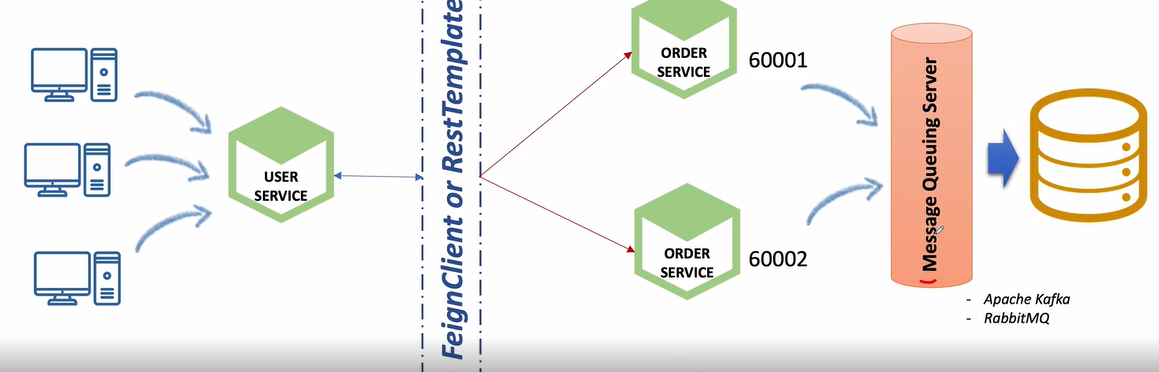 USER
SERVICE
FeignClient or RestTemplate
ORDER
SERVICE
60001
ORDER
SERVICE
60002
Message Queuing Server
- Apache Kafka
- RabbitMQ